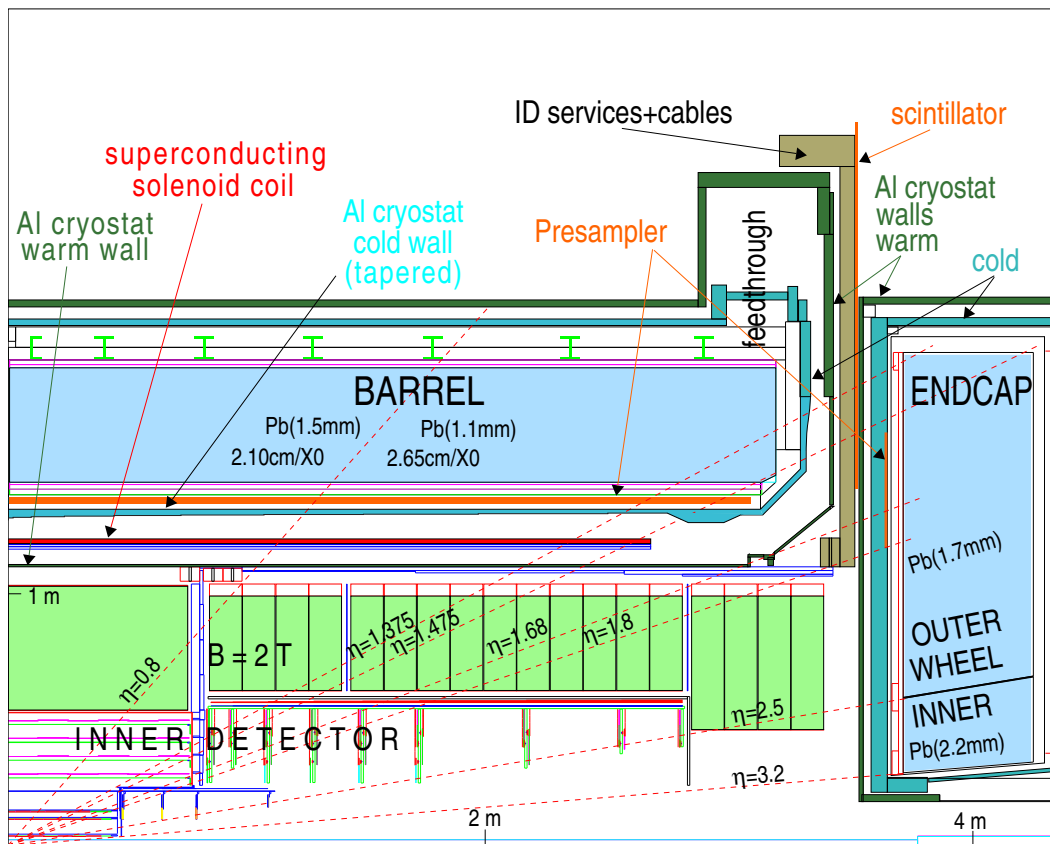 ID services+cables
scintillator
superconducting
solenoid coil
Al cryostat
warm wall
Al cryostat
cold wall
(tapered)
Presampler
feedthrough
Al cryostat
walls
warm
cold
BARREL
Pb(1.5mm)
2.10cm/X0
Pb(1.1mm)
2.65cm/X0
ENDCAP
Pb(1.7mm)
OUTER
WHEEL
INNER
Pb(2.2mm)
1 m
η=0.8
B = 2 T
η=1.375
η=1.475
η=1.68
η=1.8
η=2.5
η=3.2
INNER DETECTOR
2 m
4 m